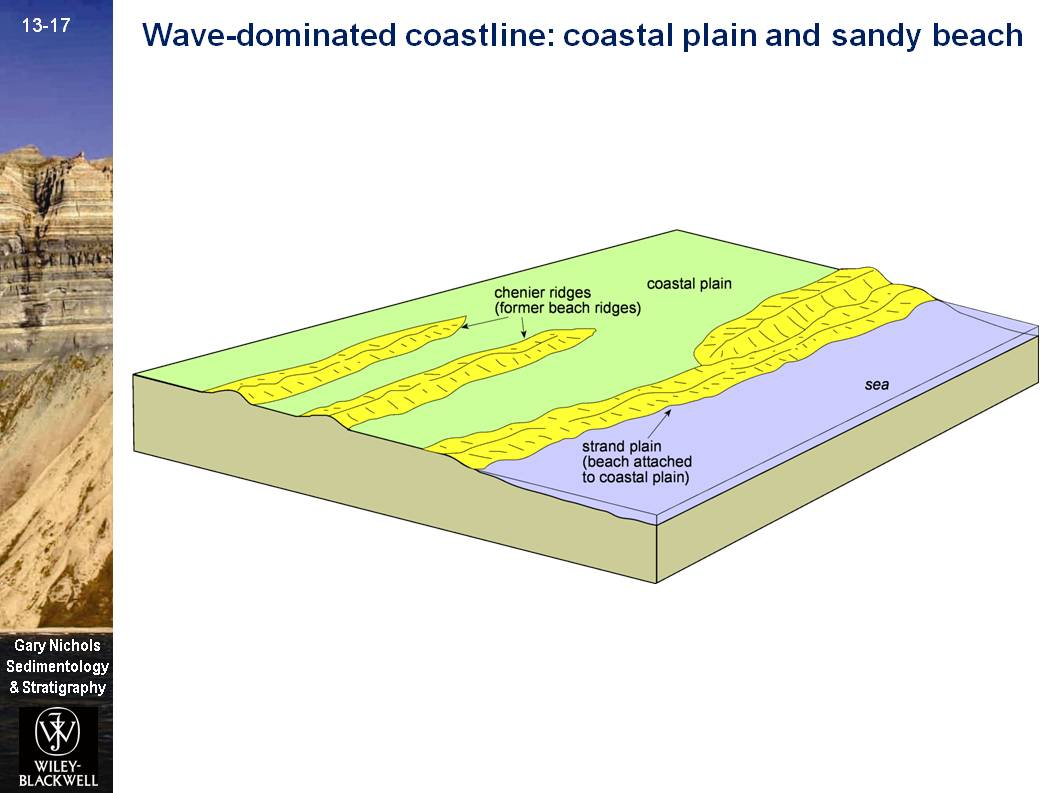 13-17
Wave-dominated coastline: coastal plain and sandy beach
chenier ridges
(former beach ridges)
coastal plain
sea
strand plain
(beach attached
to coastal plain)
Gary Nichols
Sedimentology
& Stratigraphy
WILEY-
BLACKWELL